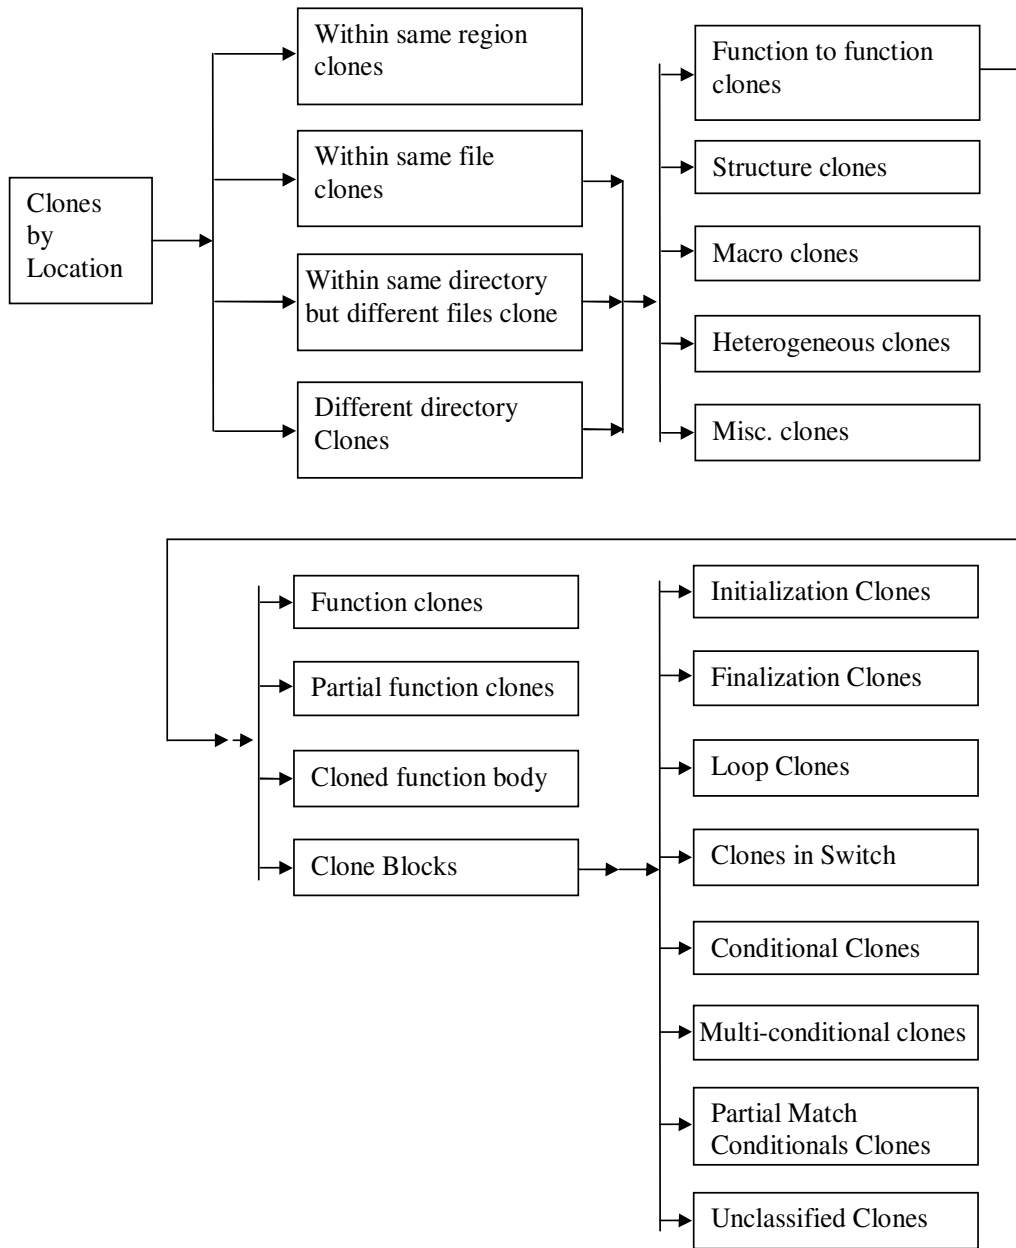 Clones
by
Location
Within same region
clones
Within same file
clones
Within same directory
but different files clone
Different directory
Clones
Function to function
clones
Structure clones
Macro clones
Heterogeneous clones
Misc. clones
Function clones
Partial function clones
Cloned function body
Clone Blocks
Initialization Clones
Finalization Clones
Loop Clones
Clones in Switch
Conditional Clones
Multi-conditional clones
Partial Match
Conditionals Clones
Unclassified Clones